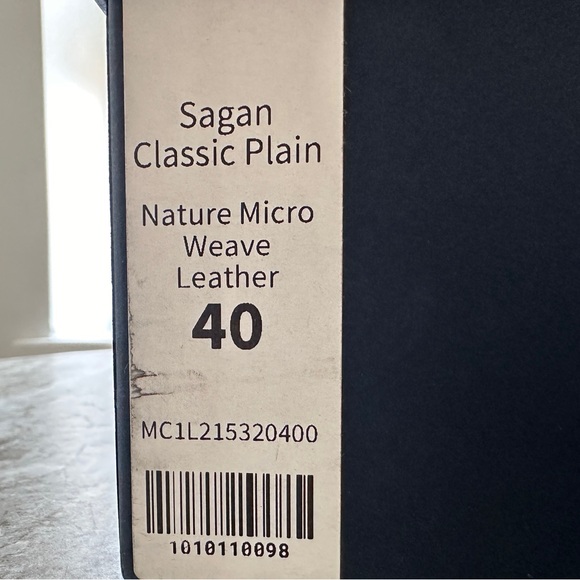 Sagan
Classic Plain
Nature Micro
Weave
Leather
40
MC1L215320400
1010110098